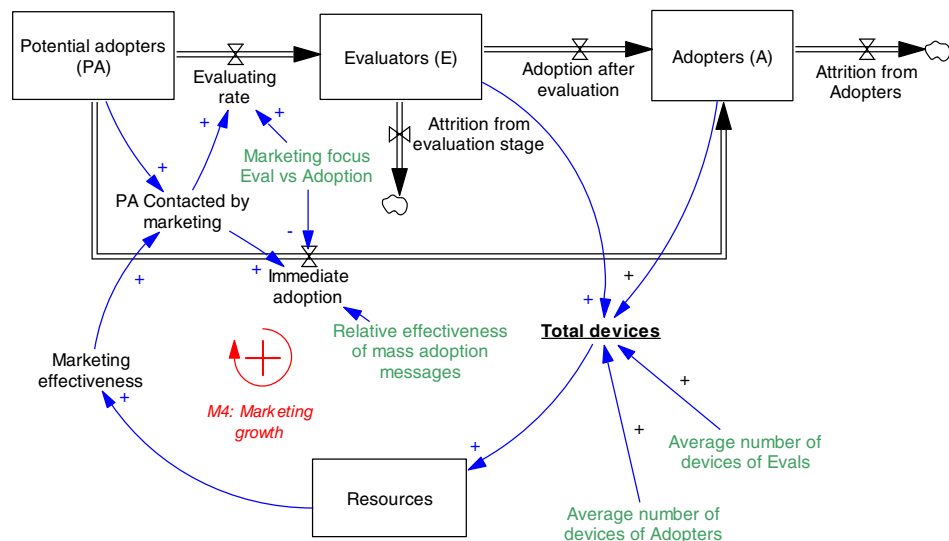 Potential adopters
(PA)
Evaluating
rate
Evaluators (E)
Adoption after
evaluation
Adopters (A)
Attrition from
Adopters
+
+
Attrition from
evaluation stage
Marketing focus
Eval vs Adoption
+
PA Contacted by
marketing
-
+
+
+
Immediate
adoption
+
+
Relative effectiveness
of mass adoption
messages
Total devices
Marketing
effectiveness
+
+
M4: Marketing
growth
+
+
Average number of
devices of Evals
Resources
Average number of
devices of Adopters